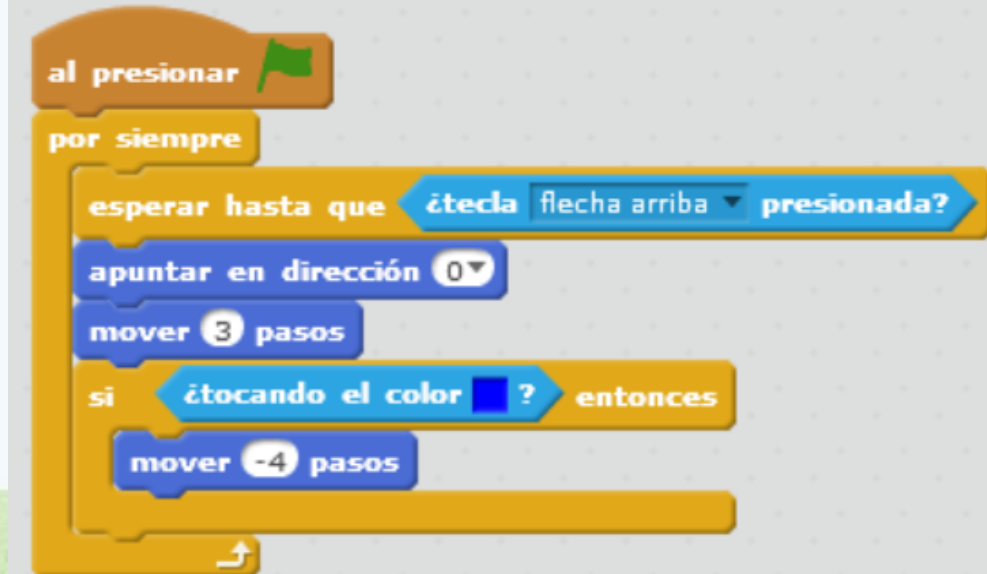 al presionar
por siempre
esperar hasta que ¿tecla flecha arriba presionada?
apuntar en dirección 0
mover 3 pasos
si ¿tocando el color ? entonces
mover -4 pasos